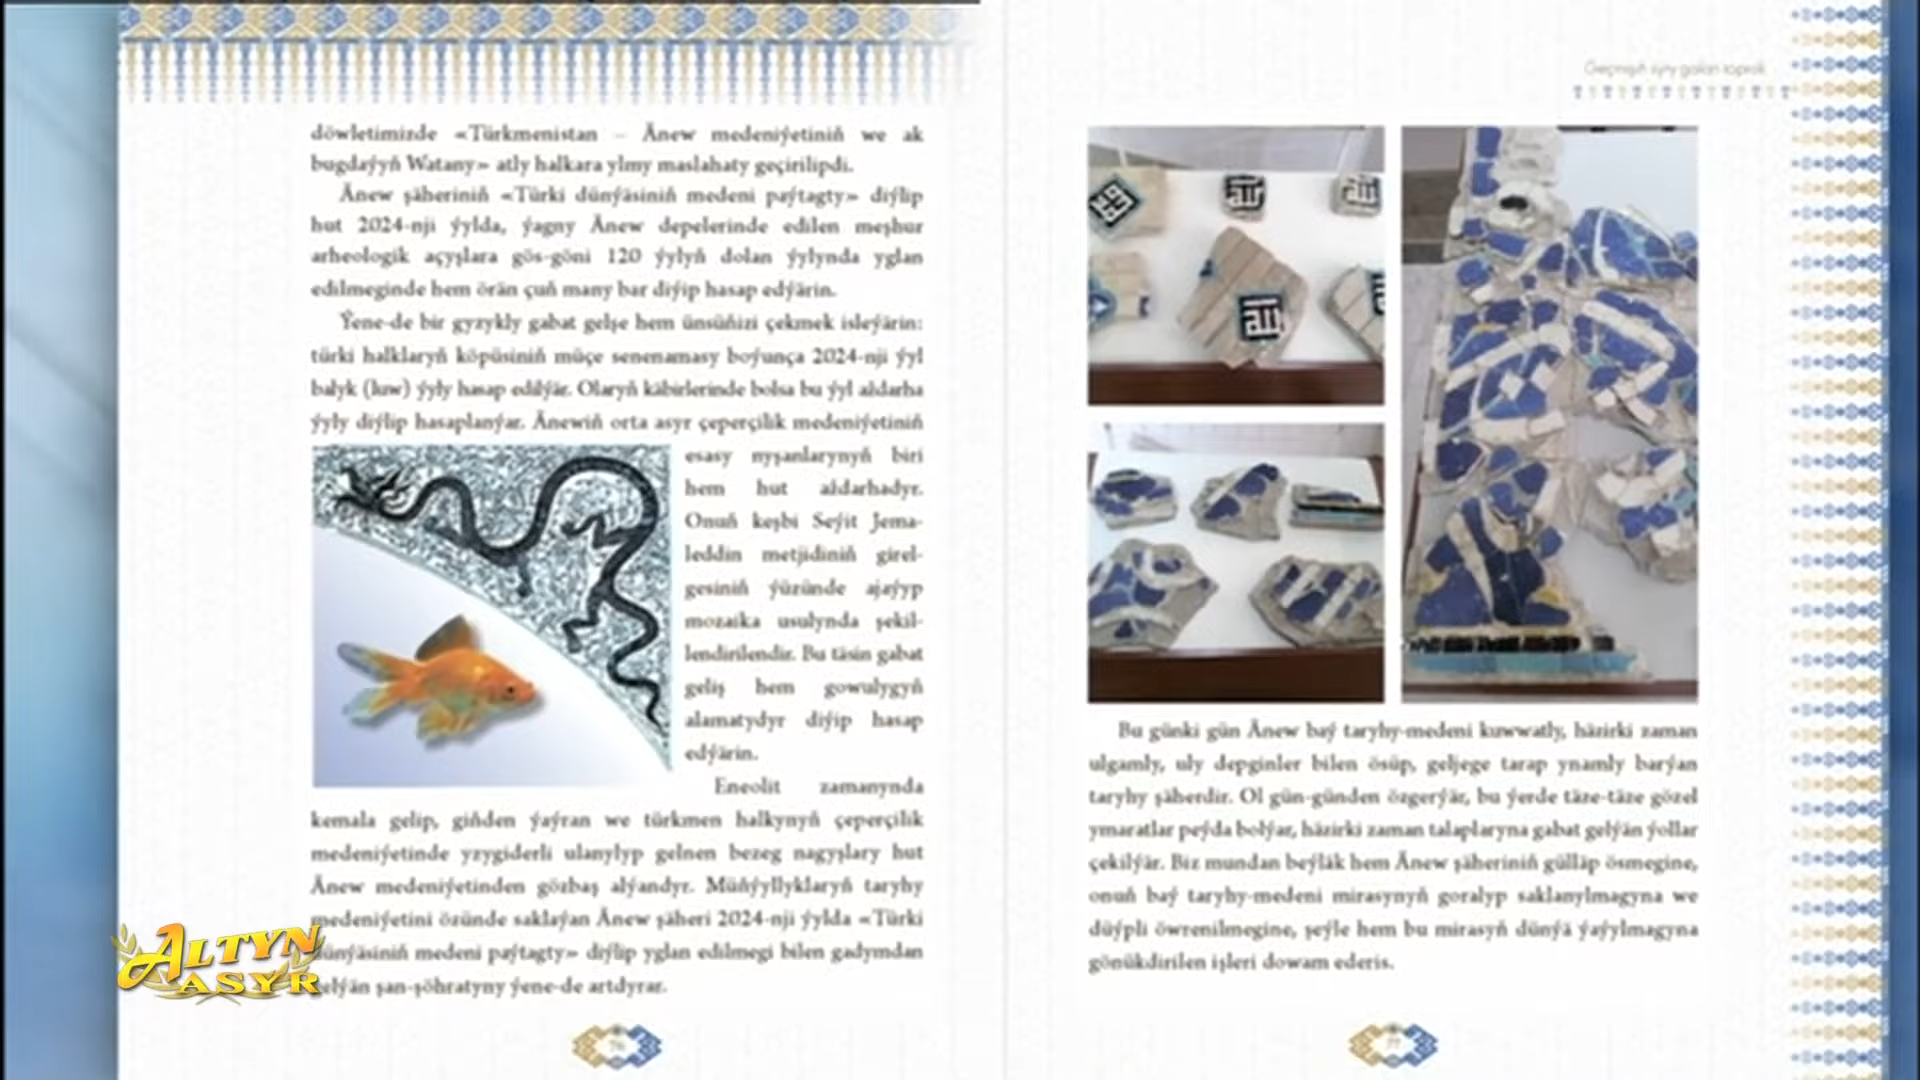 döwletimizde «Türkmenistan – Änew medeniýetiniň we ak
bugdaýyň Watany» atly halkara ylmy maslahaty geçirilipdi.
Änew şäheriniň «Türki dünýäsiniň medeni paýtagty» diýlip
hut 2024-nji ýylda, ýagny Änew depelerinde edilen meşhur
arheologik açyşlara gös-göni 120 ýylyň dolan ýylynda yglan
edilmeginde hem örän çuň many bar diýip hasap edýärin.
Ýene-de bir gyzykly gabat gelşe hem ünsüňizi çekmek isleýärin:
türki halklaryň köpüsiniň müçe senenamasy boýunça 2024-nji ýyl
balyk (luw) ýyly hasap edilýär. Olaryň käbirlerinde bolsa bu ýyl aždarha
ýyly diýlip hasaplanýar. Änewiň orta asyr çeperçilik medeniýetiniň
esasy nyşanlarynyň biri
hem hut aždarhadyr.
Onuň keşbi Seýit Jema-
leddin metjidiniň girel-
gesiniň ýüzünde ajaýyp
mozaika usulynda şekil-
lendirilendir. Bu täsin gabat
geliş hem gowulygyň
alamatydyr diýip hasap
edýärin.
Eneolit zamanynda
kemala gelip, giňden ýaýran we türkmen halkynyň çeperçilik
medeniýetinde yzygiderli ulanylyp gelnen bezeg nagyşlary hut
Änew medeniýetinden gözbaş alýandyr. Müňýyllyklaryň taryhy
medeniýetini özünde saklaýan Änew şäheri 2024-nji ýylda «Türki
dünýäsiniň medeni paýtagty» diýlip yglan edilmegi bilen gadymdan
gelýän şan-şöhratyny ýene-de artdyrar.
ALTYN
ASYR
76
Geçmişiň syry galan toprak
الله
الله
الله
Bu günki gün Änew baý taryhy-medeni kuwwatly, häzirki zaman
ulgamly, uly depginler bilen ösüp, geljege tarap ynamly barýan
taryhy şäherdir. Ol gün-günden özgerýär, bu ýerde täze-täze gözel
ymaratlar peýda bolýar, häzirki zaman talaplaryna gabat gelýän ýollar
çekilýär. Biz mundan beýläk hem Änew şäheriniň gülläp ösmegine,
onuň baý taryhy-medeni mirasynyň goralyp saklanylmagyna we
düýpli öwrenilmegine, şeýle hem bu mirasyň dünýä ýaýylmagyna
gönükdirilen işleri dowam ederis.
77